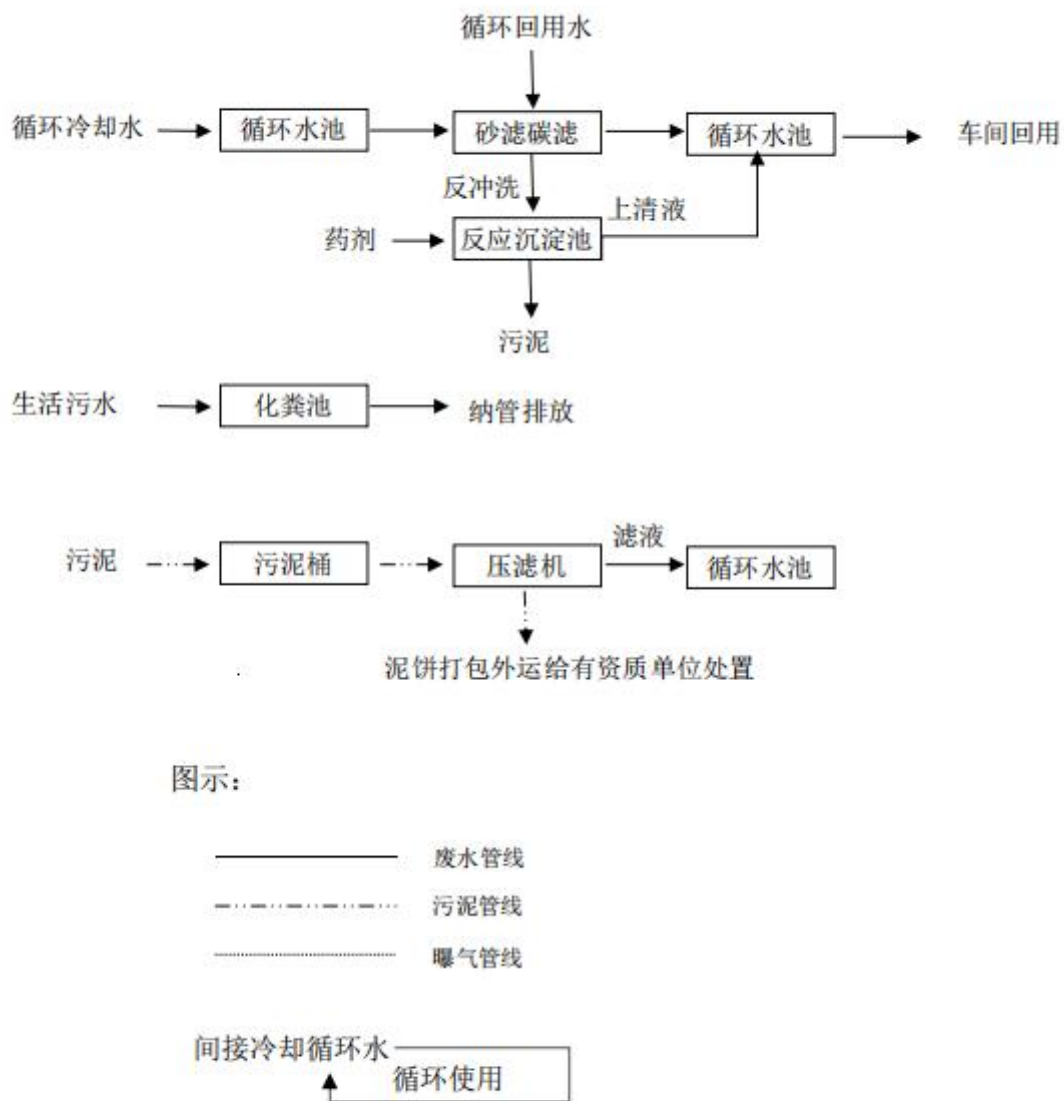 循环回用水
循环冷却水
循环水池
砂滤碳滤
循环水池
车间回用
反冲洗
上清液
药剂
反应沉淀池
污泥
生活污水
化粪池
纳管排放
滤液
污泥
污泥桶
压滤机
循环水池
泥饼打包外运给有资质单位处置
图示：
废水管线
污泥管线
曝气管线
间接冷却循环水
循环使用